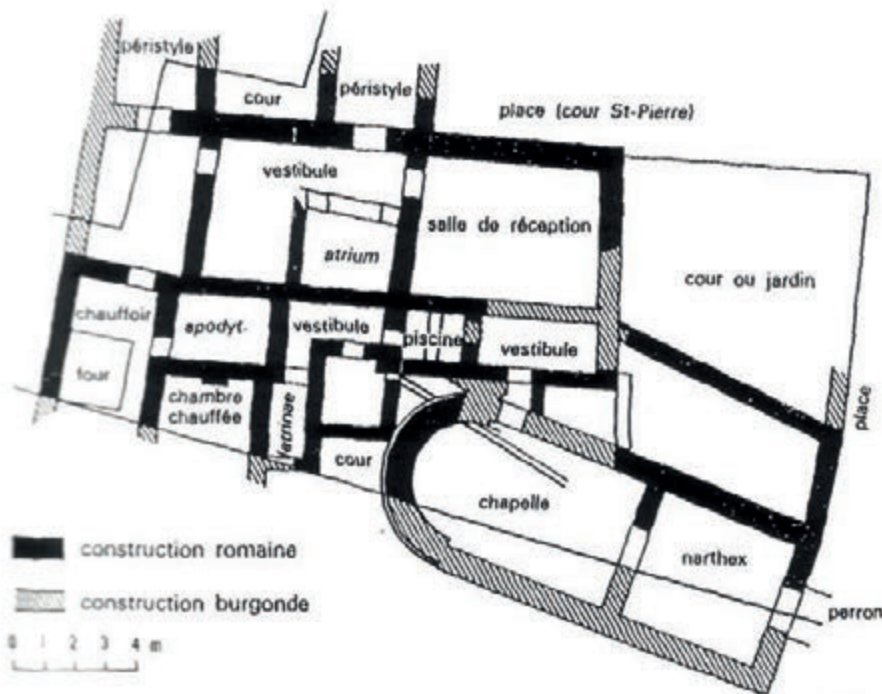 péristyle
cour
péristyle
place (cour St-Pierre)
vestibule
salle de réception
atrium
cour ou jardin
chauffoir
apodyt.
vestibule
piscine
vestibule
four
chambre
chauffée
latrinae
cour
place
chapelle
narthex
perron
construction romaine
construction burgonde
0 1 2 3 4 m